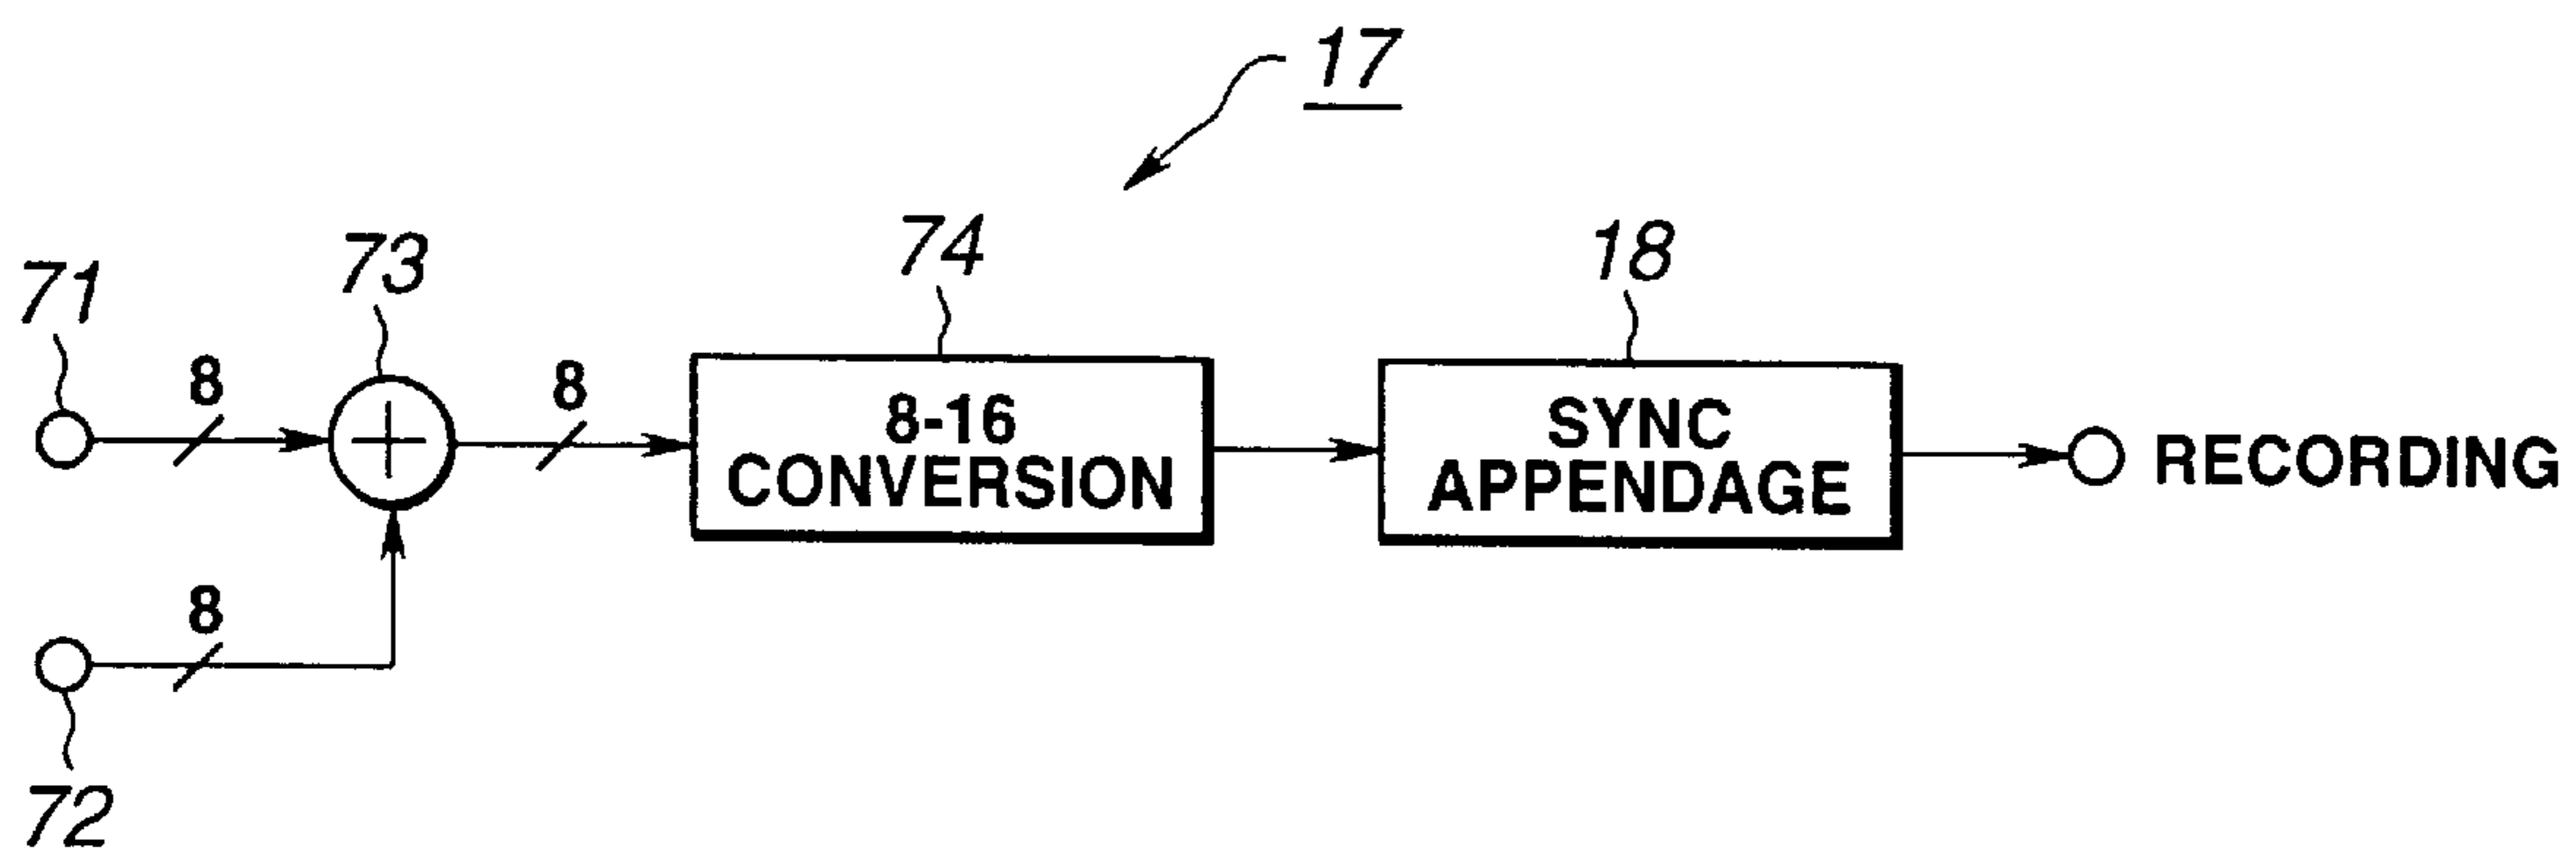 17
71
73
74
18
8
8
8-16
CONVERSION
SYNC
APPENDAGE
RECORDING
8
72